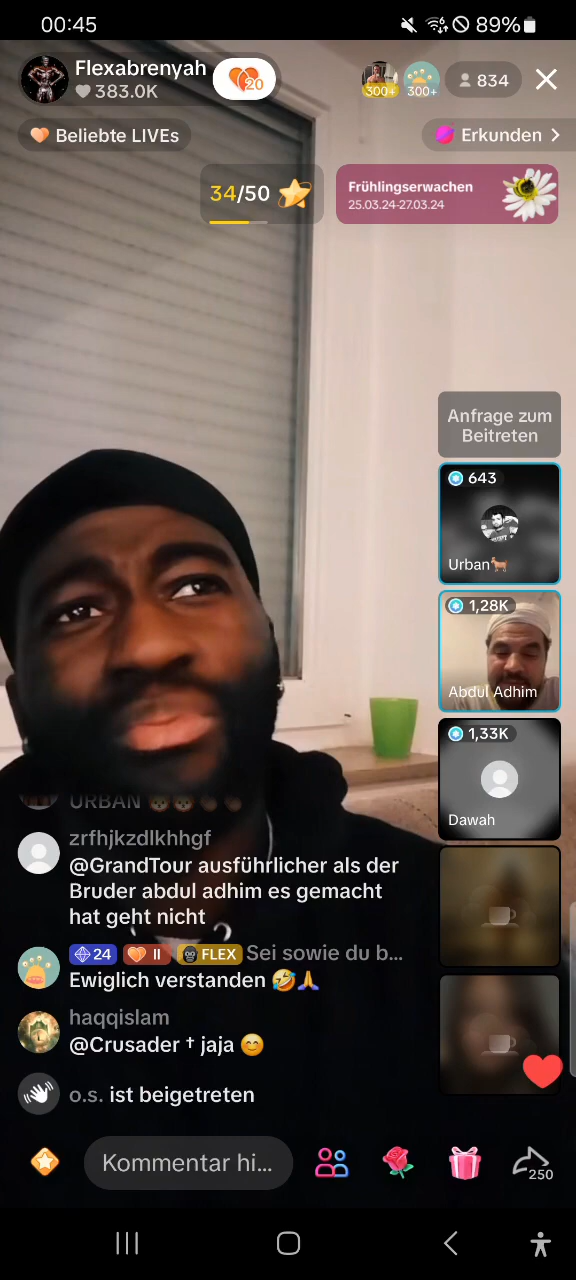 00:45
89%
Flexabrenyah
383.0K
20
300+
300+
834
Beliebte LIVEs
Erkunden
34/50
Frühlingserwachen
25.03.24-27.03.24
Anfrage zum
Beitreten
643
Urban
1,28K
Abdul Adhim
1,33K
Dawah
URBAN
zrfhjkzdlkhhgf
@GrandTour ausführlicher als der
Bruder abdul adhim es gemacht
hat geht nicht
24 II FLEX Sei sowie du b...
Ewiglich verstanden 🤣🙏
haqqislam
@Crusader † jaja 😊
o.s. ist beigetreten
Kommentar hi...
250